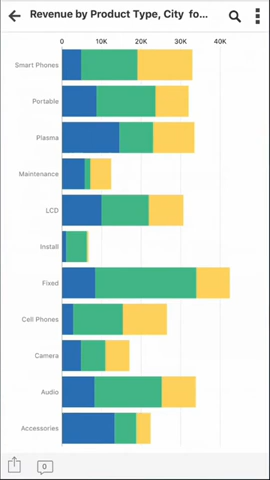 Revenue by Product Type, City fo...
0 10K 20K 30K 40K
Smart Phones
Portable
Plasma
Maintenance
LCD
Install
Fixed
Cell Phones
Camera
Audio
Accessories
0